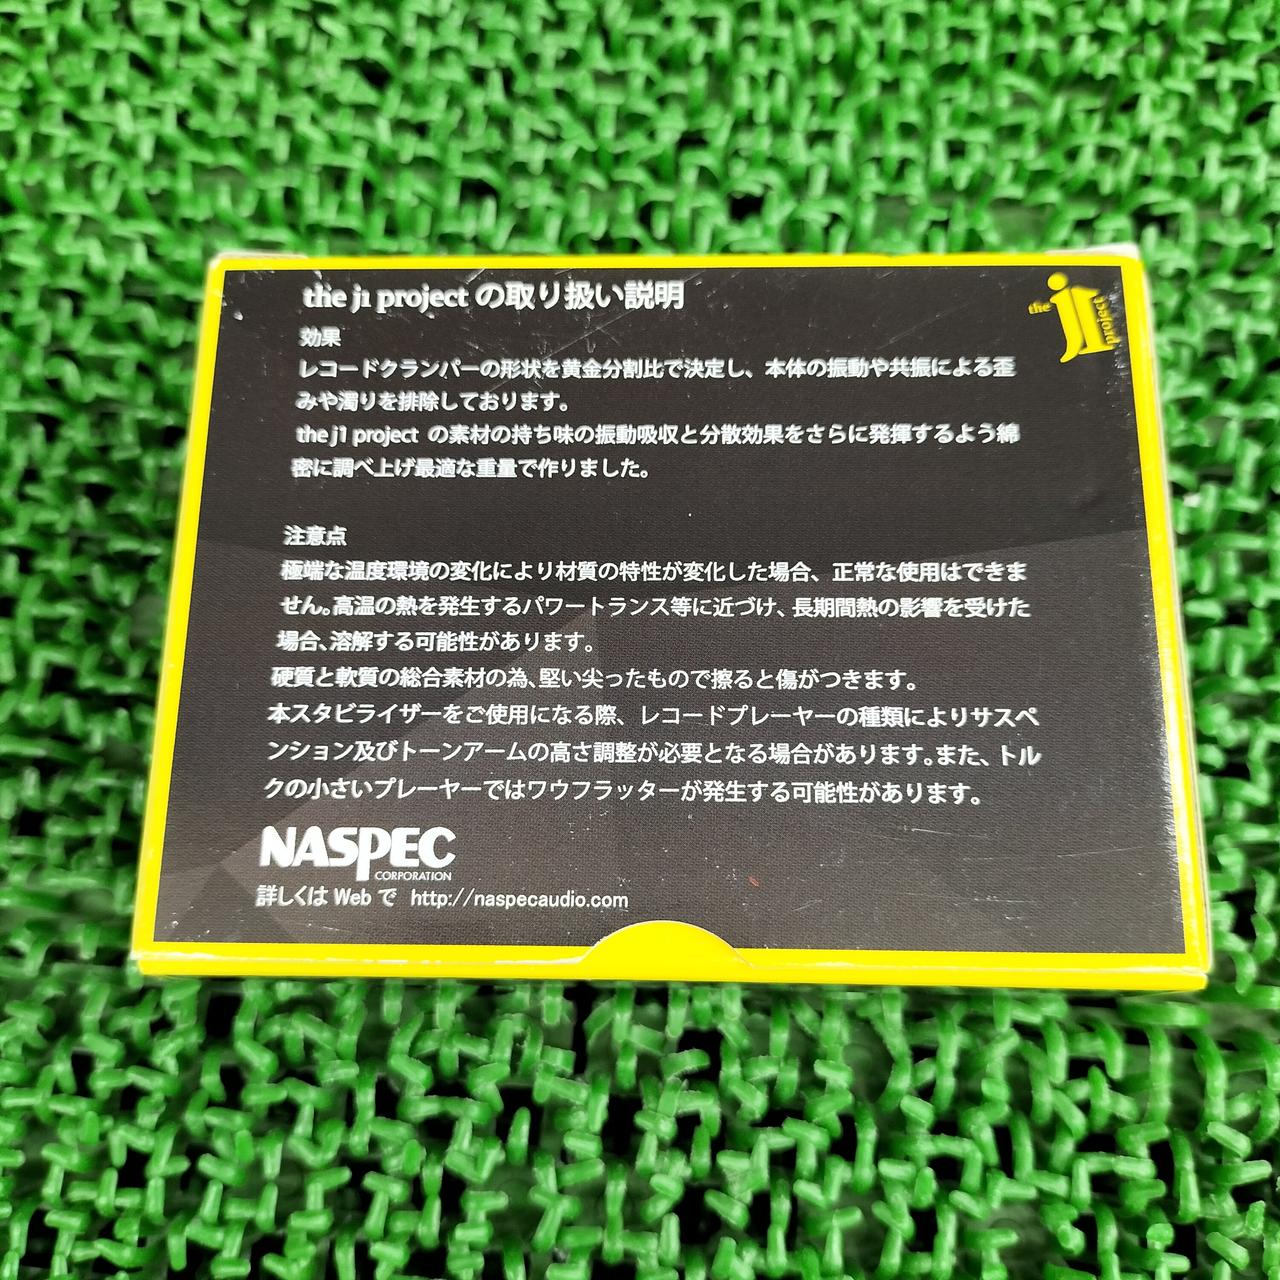 the j1 project の取り扱い説明
the j1 project
効果
レコードクランパーの形状を黄金分割比で決定し、本体の振動や共振による歪
みや濁りを排除しております。
the j1 project の素材の持ち味の振動吸収と分散効果をさらに発揮するよう綿
密に調べ上げ最適な重量で作りました。
注意点
極端な温度環境の変化により材質の特性が変化した場合、正常な使用はできま
せん。高温の熱を発生するパワートランス等に近づけ、長期間熱の影響を受けた
場合、溶解する可能性があります。
硬質と軟質の総合素材の為、堅い尖ったもので擦ると傷がつきます。
本スタビライザーをご使用になる際、レコードプレーヤーの種類によりサスペ
ンション及びトーンアームの高さ調整が必要となる場合があります。また、トル
クの小さいプレーヤーではワウフラッターが発生する可能性があります。
NASPEC
CORPORATION
詳しくは Web で http://naspecaudio.com